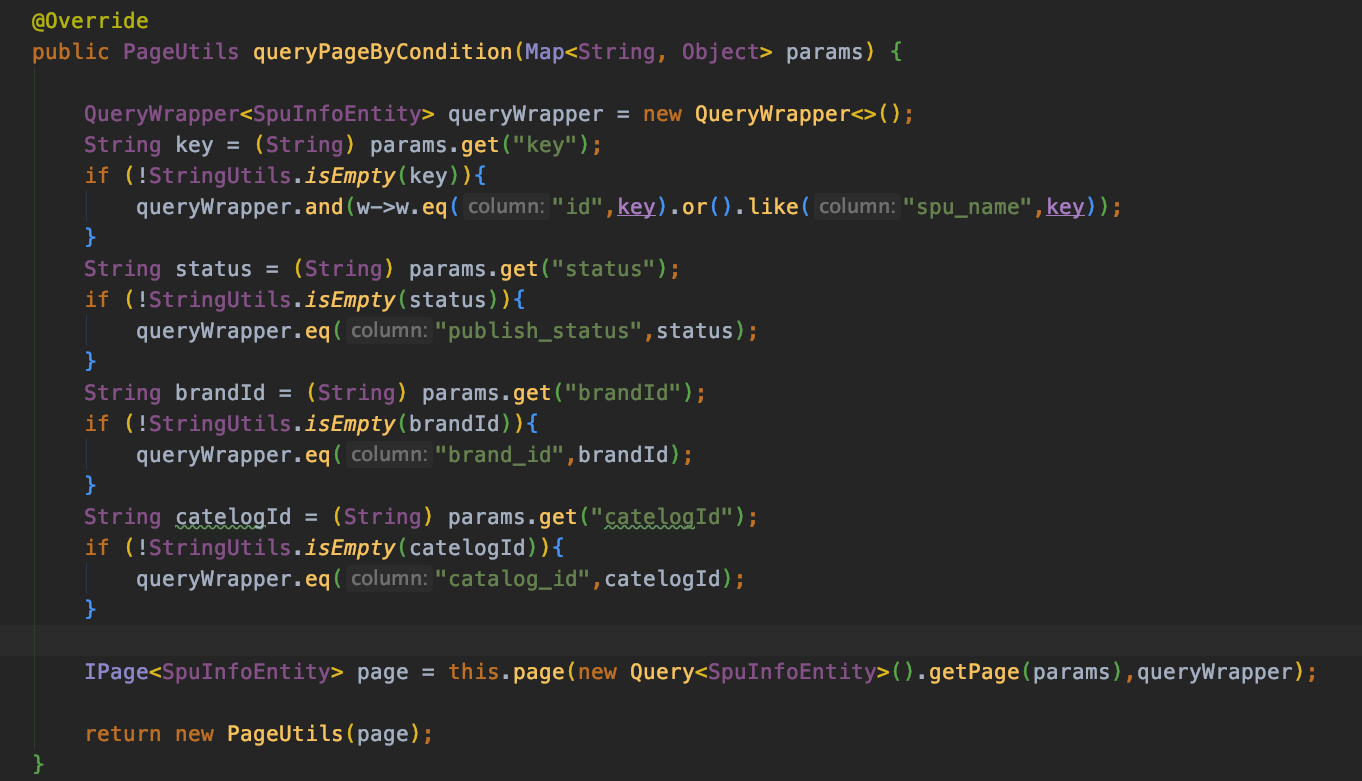 @Override
public PageUtils queryPageByCondition(Map<String, Object> params) {
QueryWrapper<SpuInfoEntity> queryWrapper = new QueryWrapper<>();
String key = (String) params.get("key");
if (!StringUtils.isEmpty(key)){
queryWrapper.and(w->w.eq( column: "id",key).or().like( column: "spu_name",key));
}
String status = (String) params.get("status");
if (!StringUtils.isEmpty(status)){
queryWrapper.eq( column: "publish_status",status);
}
String brandId = (String) params.get("brandId");
if (!StringUtils.isEmpty(brandId)){
queryWrapper.eq( column: "brand_id",brandId);
}
String catelogId = (String) params.get("catelogId");
if (!StringUtils.isEmpty(catelogId)){
queryWrapper.eq( column: "catalog_id",catelogId);
}
IPage<SpuInfoEntity> page = this.page(new Query<SpuInfoEntity>().getPage(params),queryWrapper);
return new PageUtils(page);
}